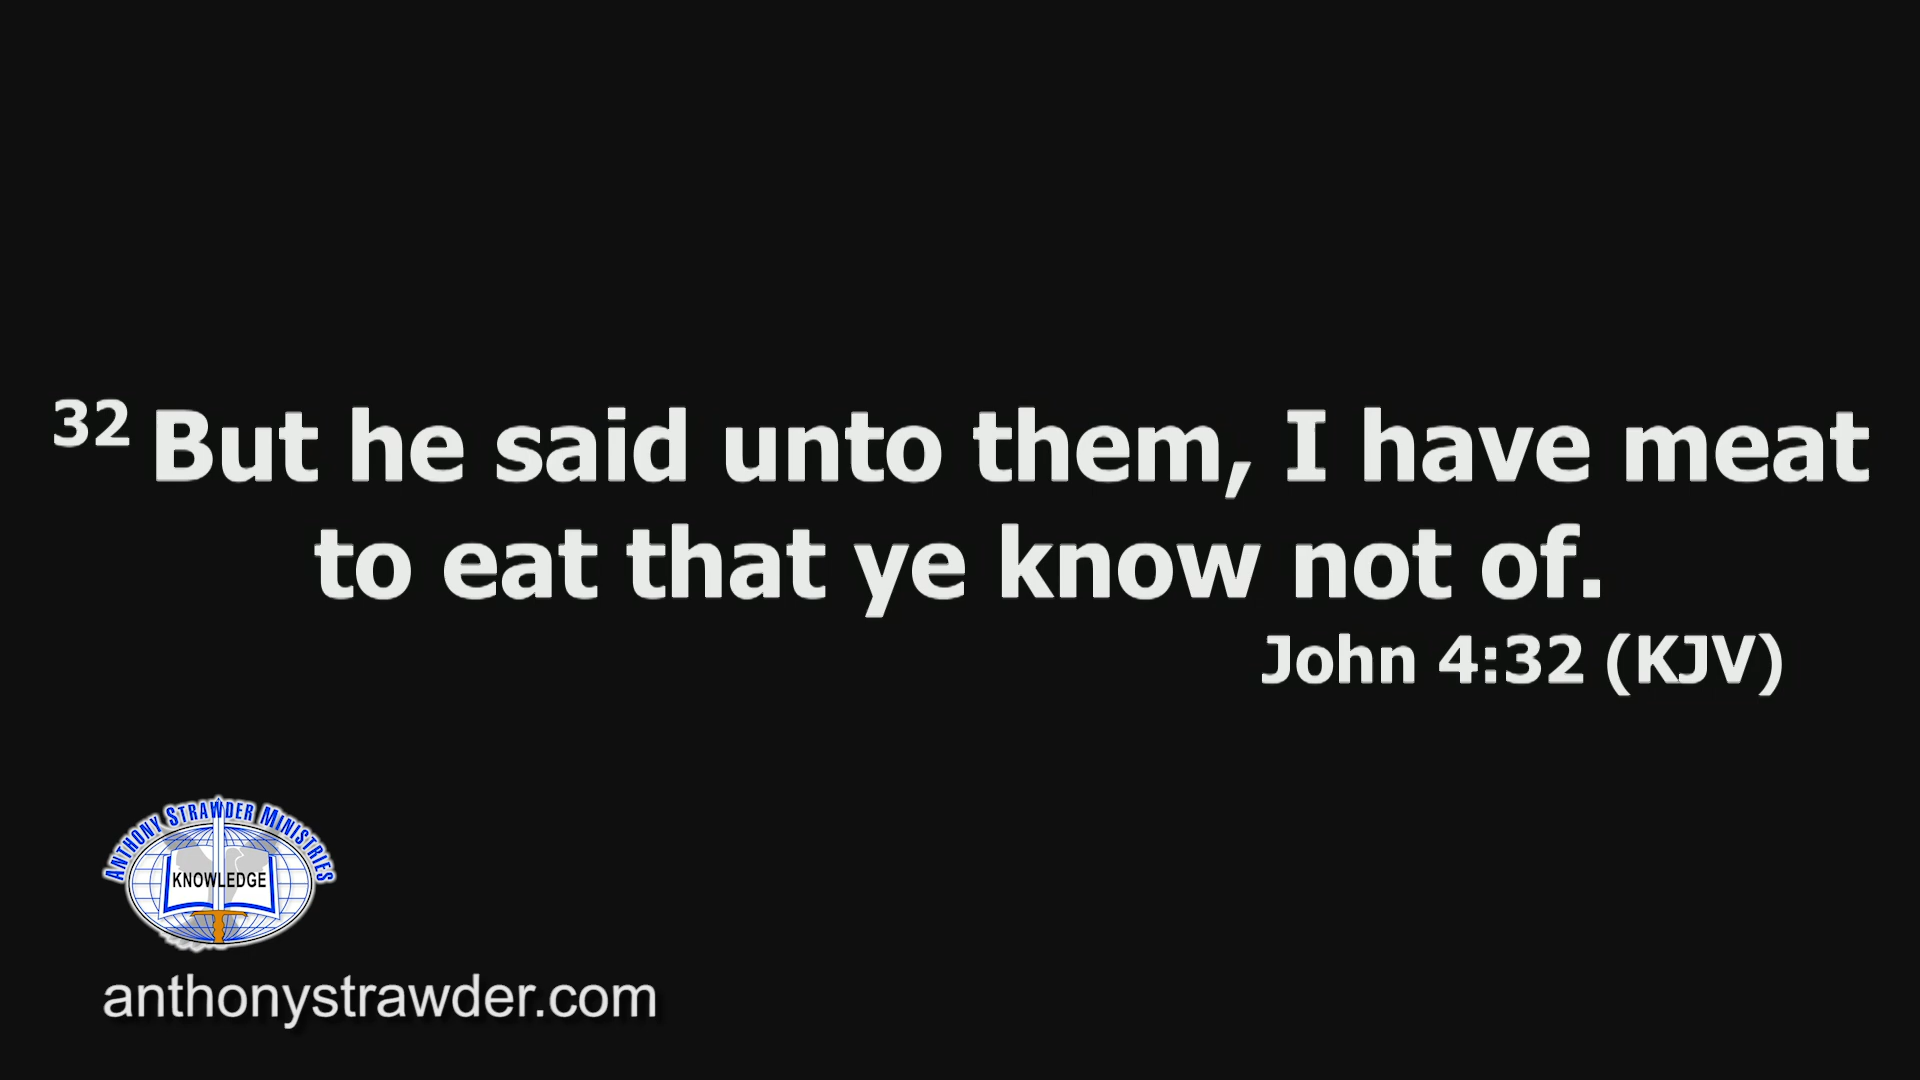 32 But he said unto them, I have meat
to eat that ye know not of.
John 4:32 (KJV)
ANTHONY STRAWDER MINISTRIES
KNOWLEDGE
anthonystrawder.com